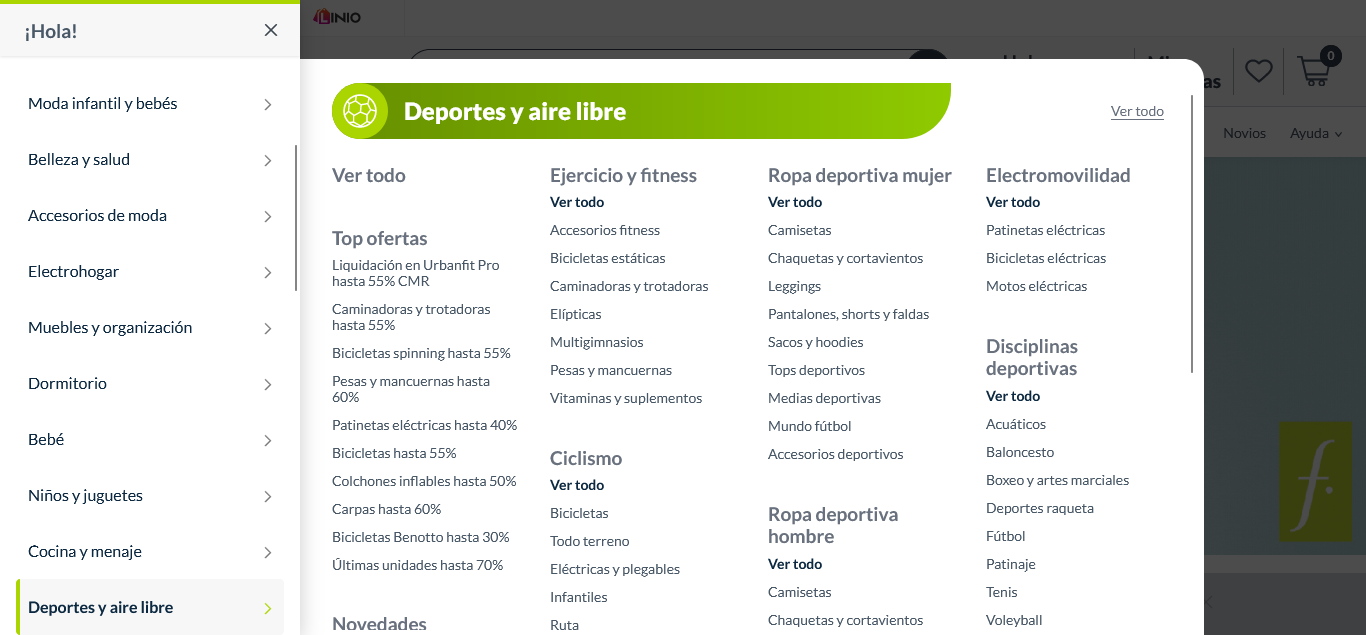 ¡Hola!
Moda infantil y bebés
Belleza y salud
Accesorios de moda
Electrohogar
Muebles y organización
Dormitorio
Bebé
Niños y juguetes
Cocina y menaje
Deportes y aire libre
LINIO
0
Novios
Ayuda
Deportes y aire libre
Ver todo
Ver todo
Top ofertas
Liquidación en Urbanfit Pro
hasta 55% CMR
Caminadoras y trotadoras
hasta 55%
Bicicletas spinning hasta 55%
Pesas y mancuernas hasta
60%
Patinetas eléctricas hasta 40%
Bicicletas hasta 55%
Colchones inflables hasta 50%
Carpas hasta 60%
Bicicletas Benotto hasta 30%
Últimas unidades hasta 70%
Novedades
Ejercicio y fitness
Ver todo
Accesorios fitness
Bicicletas estáticas
Caminadoras y trotadoras
Elípticas
Multigimnasios
Pesas y mancuernas
Vitaminas y suplementos
Ciclismo
Ver todo
Bicicletas
Todo terreno
Eléctricas y plegables
Infantiles
Ruta
Ropa deportiva mujer
Ver todo
Camisetas
Chaquetas y cortavientos
Leggings
Pantalones, shorts y faldas
Sacos y hoodies
Tops deportivos
Medias deportivas
Mundo fútbol
Accesorios deportivos
Ropa deportiva
hombre
Ver todo
Camisetas
Chaquetas y cortavientos
Electromovilidad
Ver todo
Patinetas eléctricas
Bicicletas eléctricas
Motos eléctricas
Disciplinas
deportivas
Ver todo
Acuáticos
Baloncesto
Boxeo y artes marciales
Deportes raqueta
Fútbol
Patinaje
Tenis
Voleyball
f.